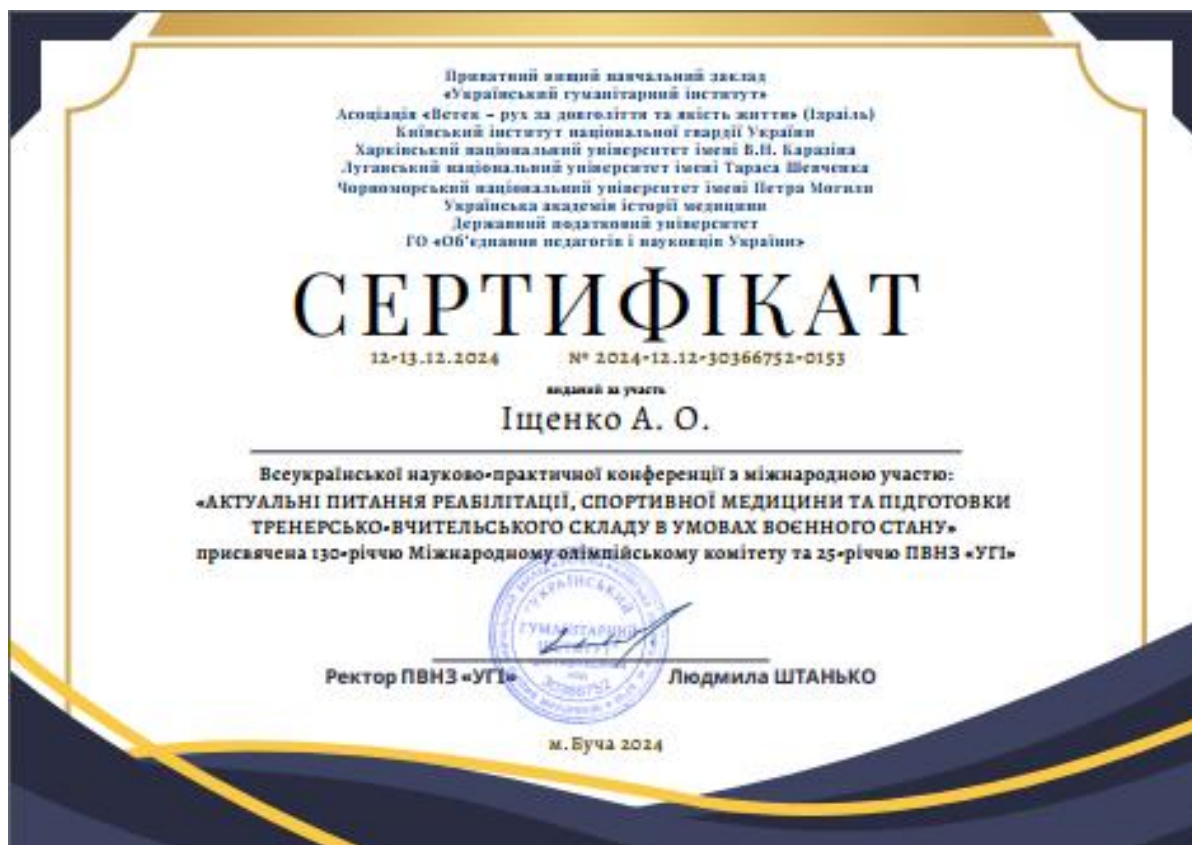 Приватний вищий навчальний заклад
«Український гуманітарний інститут»
Асоціація «Ветек – рух за довголіття та якість життя» (Ізраїль)
Київський інститут національної гвардії України
Харківський національний університет імені В.Н. Каразіна
Луганський національний університет імені Тараса Шевченка
Чорноморський національний університет імені Петра Могили
Українська академія історії медицини
Державний податковий університет
ГО «Об'єднання педагогів і науковців України»
СЕРТИФІКАТ
12-13.12.2024 № 2024-12.12-30366752-0153
виданий за участь
Іщенко А. О.
Всеукраїнської науково-практичної конференції з міжнародною участю:
«АКТУАЛЬНІ ПИТАННЯ РЕАБІЛІТАЦІЇ, СПОРТИВНОЇ МЕДИЦИНИ ТА ПІДГОТОВКИ
ТРЕНЕРСЬКО-ВЧИТЕЛЬСЬКОГО СКЛАДУ В УМОВАХ ВОЄННОГО СТАНУ»
присвячена 130-річчю Міжнародному олімпійському комітету та 25-річчю ПВНЗ «УГІ»
"УКРАЇНСЬКИЙ
ГУМАНІТАРНИЙ
ІНСТИТУТ"
30366752
Ректор ПВНЗ «УГІ» Людмила ШТАНЬКО
м. Буча 2024